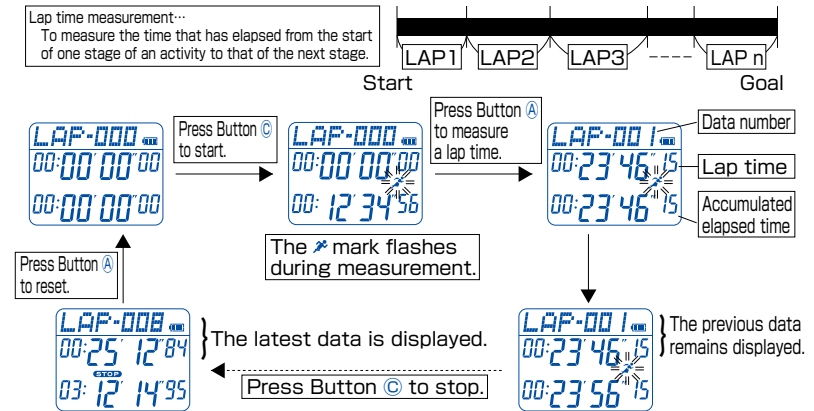 Lap time measurement…
To measure the time that has elapsed from the start
of one stage of an activity to that of the next stage.
LAP1 LAP2 LAP3 LAP n
Start Goal
LAP-000
00:00'00"00
00:00'00"00
Press Button Ⓒ
to start.
LAP-000
00:00'00"00
00:12'34"56
The mark flashes
during measurement.
Press Button Ⓐ
to measure
a lap time.
LAP-001
00:23'46"15
00:23'46"15
Data number
Lap time
Accumulated
elapsed time
Press Button Ⓐ
to reset.
LAP-008
00:25'12"84
STOP
03:12'14"95
The latest data is displayed.
Press Button Ⓒ to stop.
LAP-001
00:23'46"15
00:23'56"15
The previous data
remains displayed.